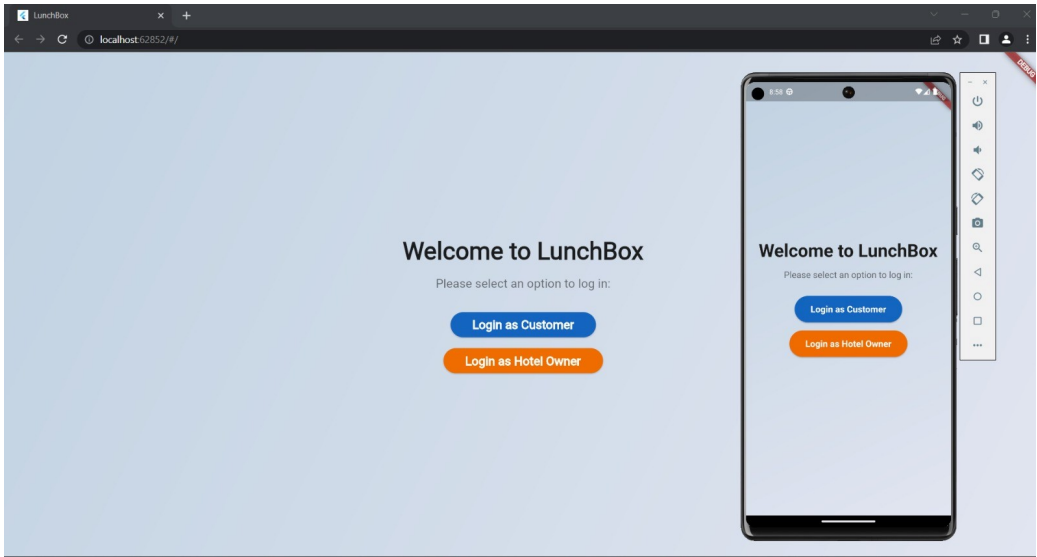 LunchBox
localhost:62852/#/
DEBUG
Welcome to LunchBox
Please select an option to log in:
Login as Customer
Login as Hotel Owner
8:58
Welcome to LunchBox
Please select an option to log in:
Login as Customer
Login as Hotel Owner